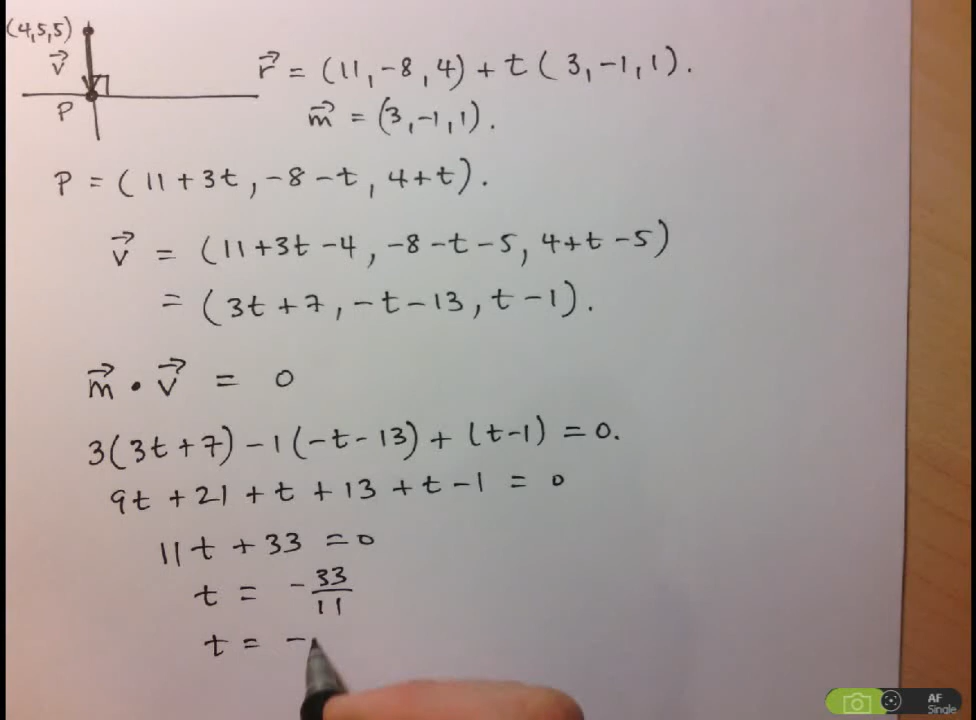 (4,5,5)
v⃗
P
r⃗ = (11,-8,4) + t(3,-1,1).
m⃗ = (3,-1,1).
P = (11+3t, -8-t, 4+t).
v⃗ = (11+3t-4, -8-t-5, 4+t-5)
= (3t+7, -t-13, t-1).
m⃗ • v⃗ = 0
3(3t+7) -1(-t-13) + (t-1) = 0.
9t + 21 + t + 13 + t - 1 = 0
11t + 33 = 0
t = -33/11
t = -
AF
Single